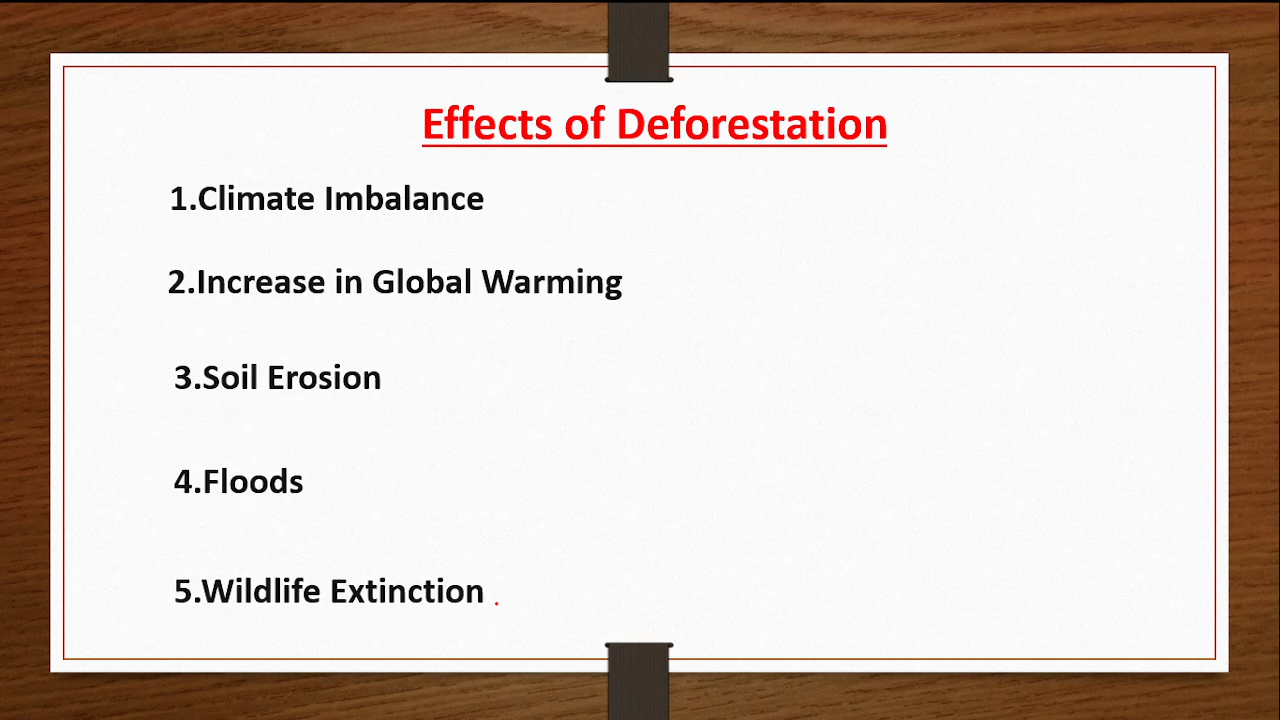 Effects of Deforestation
1.Climate Imbalance
2.Increase in Global Warming
3.Soil Erosion
4.Floods
5.Wildlife Extinction .